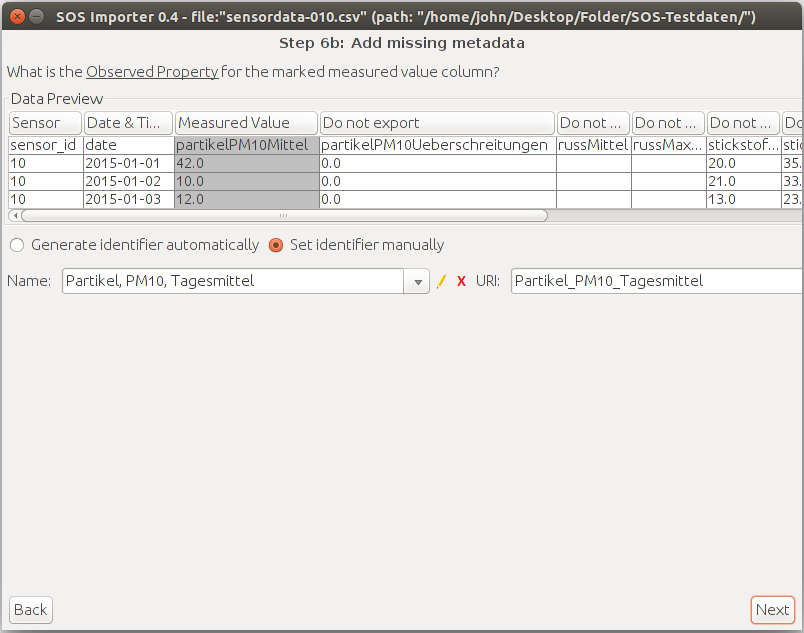 SOS Importer 0.4 - file:"sensordata-010.csv" (path: "/home/john/Desktop/Folder/SOS-Testdaten/")
Step 6b: Add missing metadata
What is the Observed Property for the marked measured value column?
Data Preview
Sensor Date & Ti... Measured Value Do not export Do not ... Do not ... Do not ... Do
sensor_id date partikelPM10Mittel partikelPM10Ueberschreitungen russMittel russMax... stickstof... stic
10 2015-01-01 42.0 0.0 20.0 35.
10 2015-01-02 10.0 0.0 21.0 33.
10 2015-01-03 12.0 0.0 13.0 23.
Generate identifier automatically Set identifier manually
Name: Partikel, PM10, Tagesmittel X URI: Partikel_PM10_Tagesmittel
Back Next